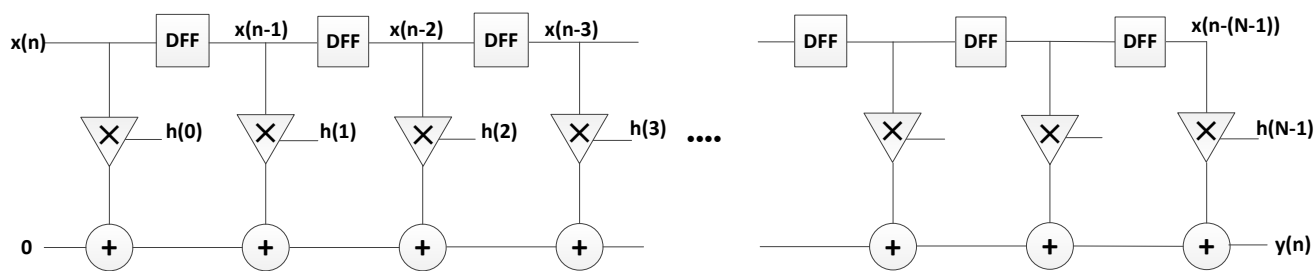 x(n) DFF x(n-1) DFF x(n-2) DFF x(n-3) DFF DFF DFF x(n-(N-1))
h(0) h(1) h(2) h(3) .... h(N-1)
0 + + + + + + + y(n)